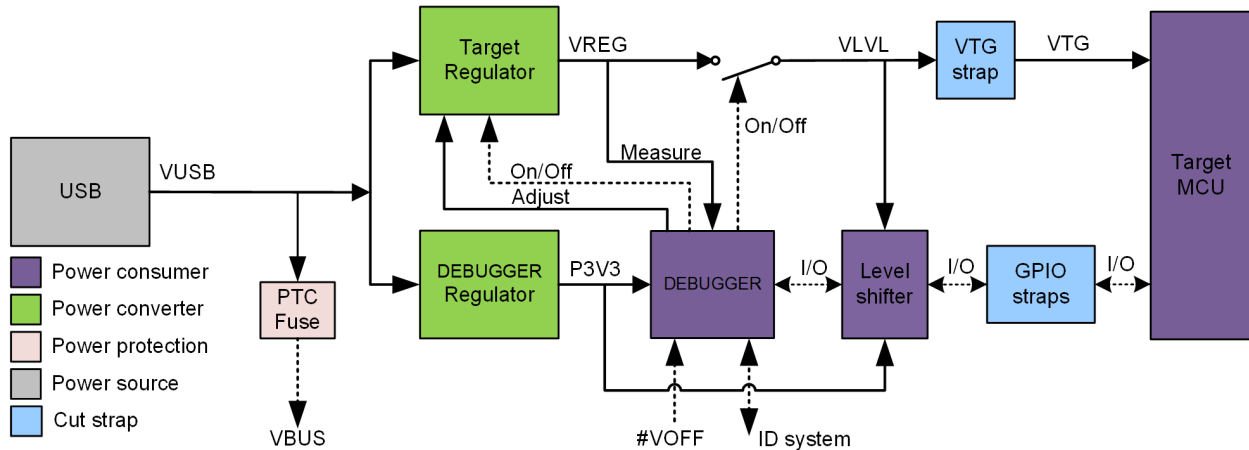 Target
Regulator
VREG
VLVL
VTG
strap
VTG
On/Off
Measure
On/Off
Adjust
USB
VUSB
Target
MCU
DEBUGGER
Regulator
P3V3
DEBUGGER
I/O
Level
shifter
I/O
GPIO
straps
I/O
Power consumer
Power converter
Power protection
Power source
Cut strap
PTC
Fuse
VBUS
#VOFF
ID system